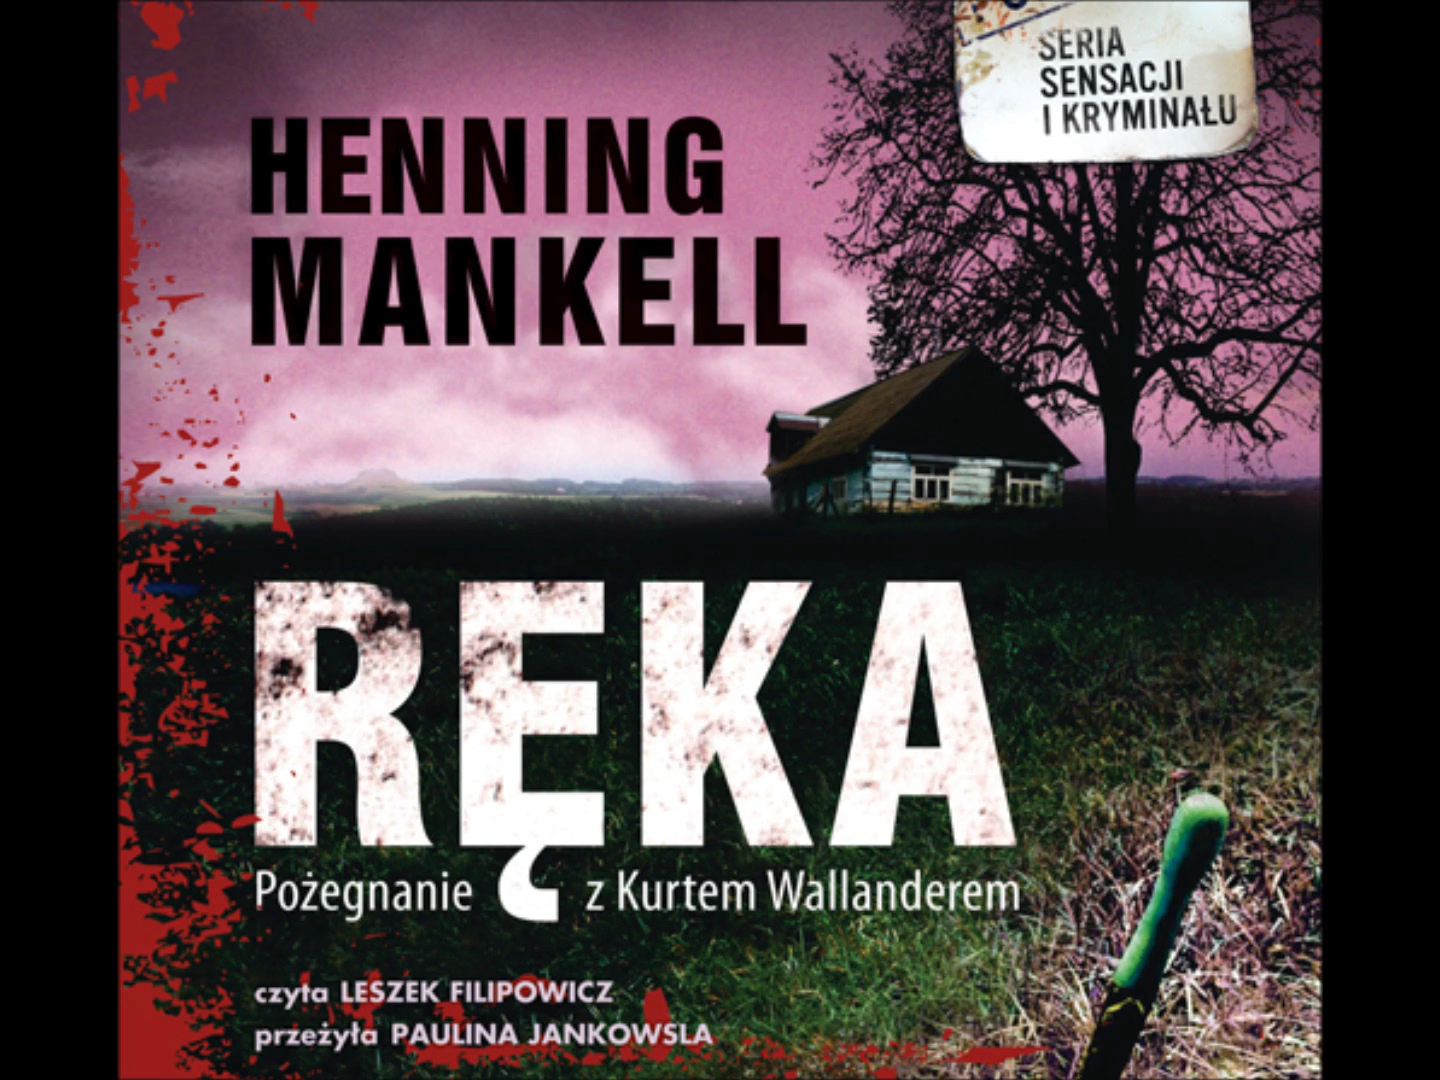 SERIA
SENSACJI
I KRYMINAŁU
HENNING
MANKELL
RĘKA
Pożegnanie z Kurtem Wallanderem
czyta LESZEK FILIPOWICZ
przeżyła PAULINA JANKOWSLA